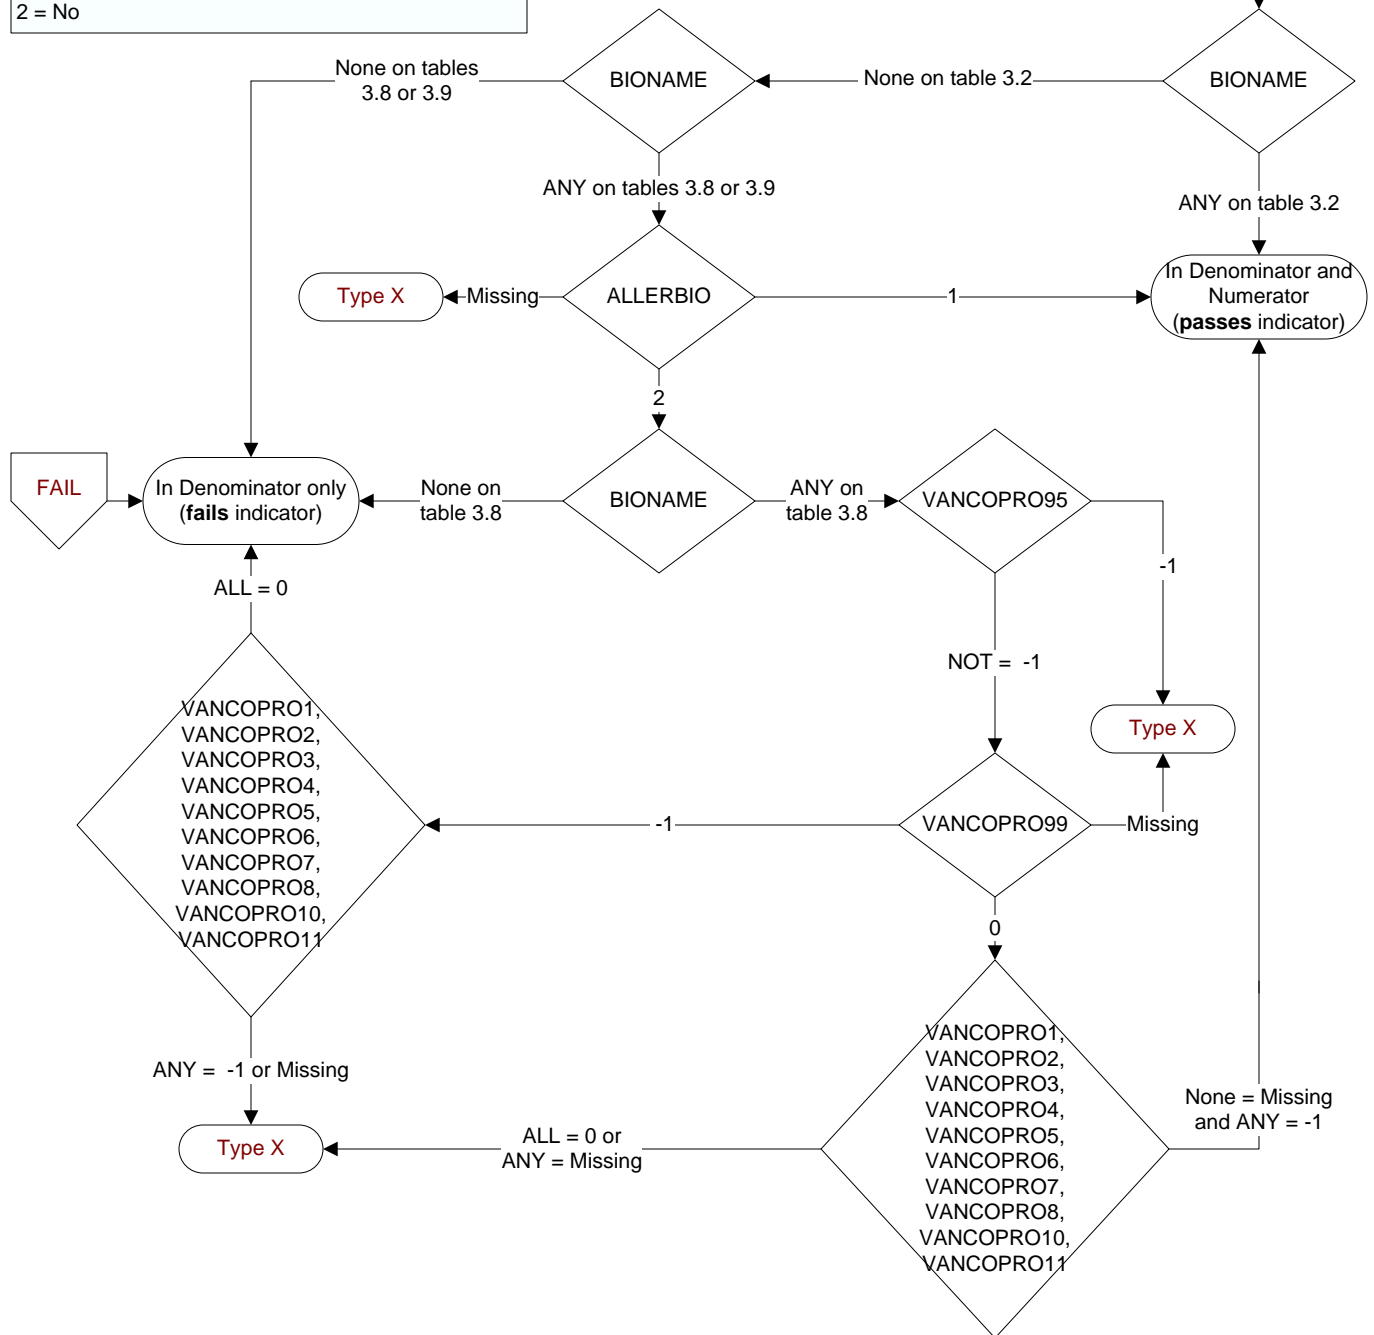 2 = No
None on tables
3.8 or 3.9
BIONAME
None on table 3.2
BIONAME
ANY on tables 3.8 or 3.9
ANY on table 3.2
Type X
Missing
ALLERBIO
1
In Denominator and
Numerator
(passes indicator)
2
FAIL
In Denominator only
(fails indicator)
None on
table 3.8
BIONAME
ANY on
table 3.8
VANCOPRO95
-1
ALL = 0
NOT =  -1
VANCOPRO1,
VANCOPRO2,
VANCOPRO3,
VANCOPRO4,
VANCOPRO5,
VANCOPRO6,
VANCOPRO7,
VANCOPRO8,
VANCOPRO10,
VANCOPRO11
Type X
-1
VANCOPRO99
Missing
0
ANY =  -1 or Missing
Type X
ALL = 0 or
ANY = Missing
VANCOPRO1,
VANCOPRO2,
VANCOPRO3,
VANCOPRO4,
VANCOPRO5,
VANCOPRO6,
VANCOPRO7,
VANCOPRO8,
VANCOPRO10,
VANCOPRO11
None = Missing
and ANY = -1